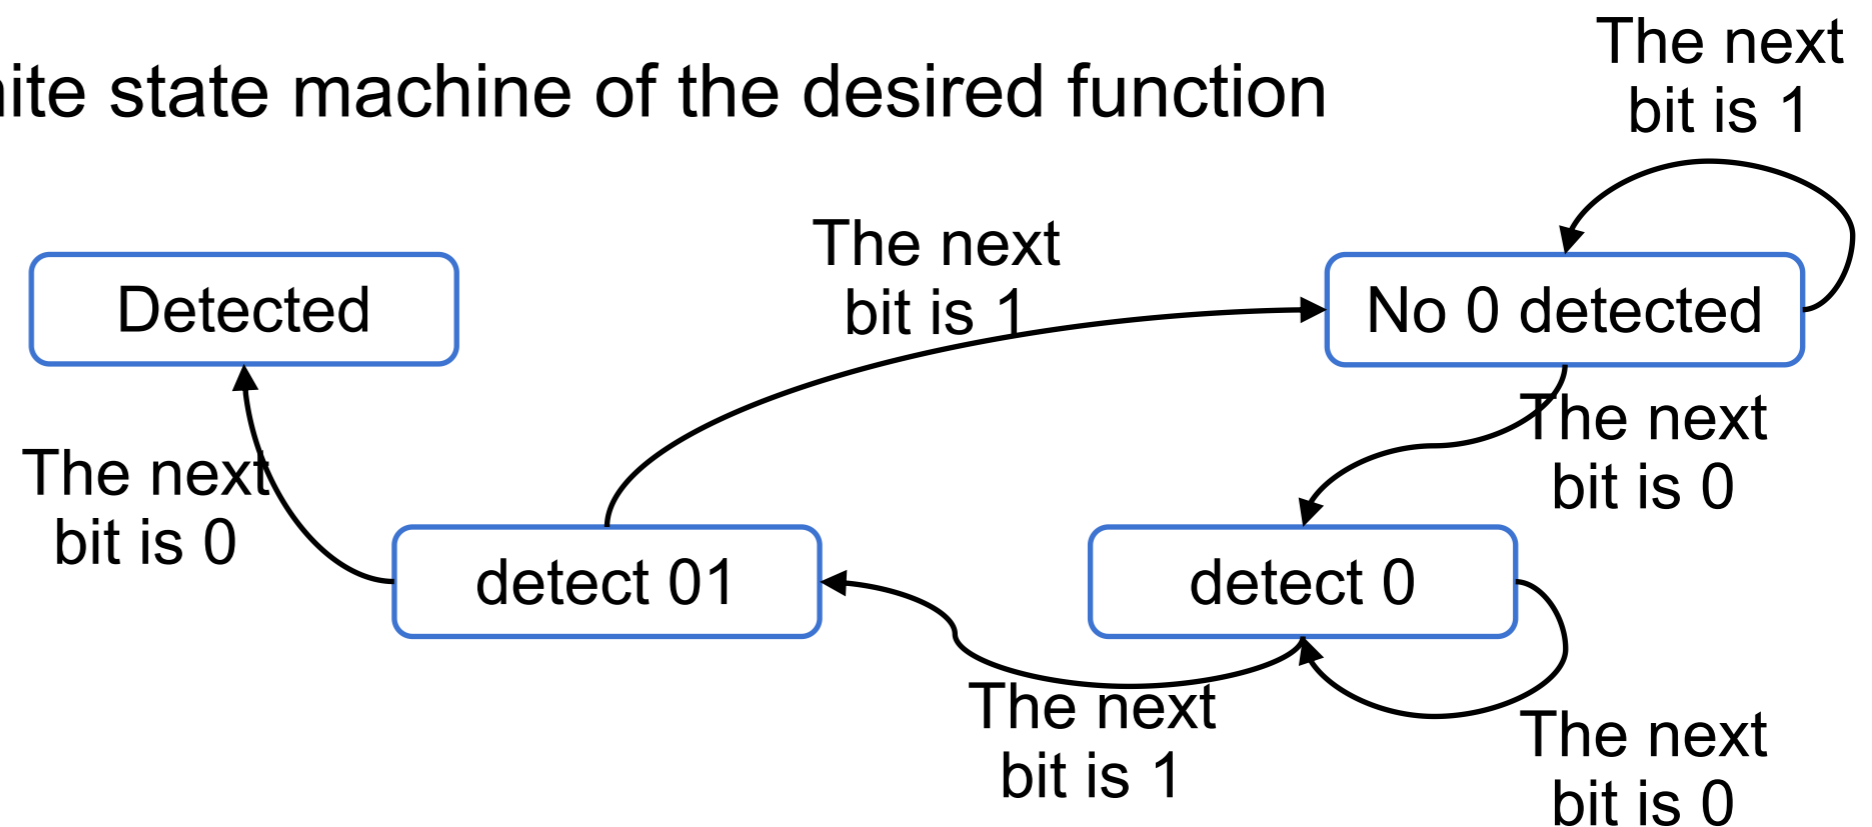 ite state machine of the desired function
The next
bit is 1
The next
bit is 1
Detected
No 0 detected
The next
bit is 0
The next
bit is 0
detect 01
detect 0
The next
bit is 1
The next
bit is 0